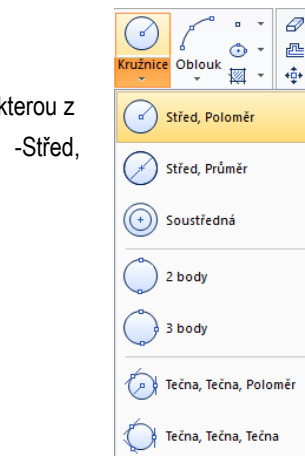 kterou z
-Střed,
Kružnice Oblouk
Střed, Poloměr
Střed, Průměr
Soustředná
2 body
3 body
Tečna, Tečna, Poloměr
Tečna, Tečna, Tečna